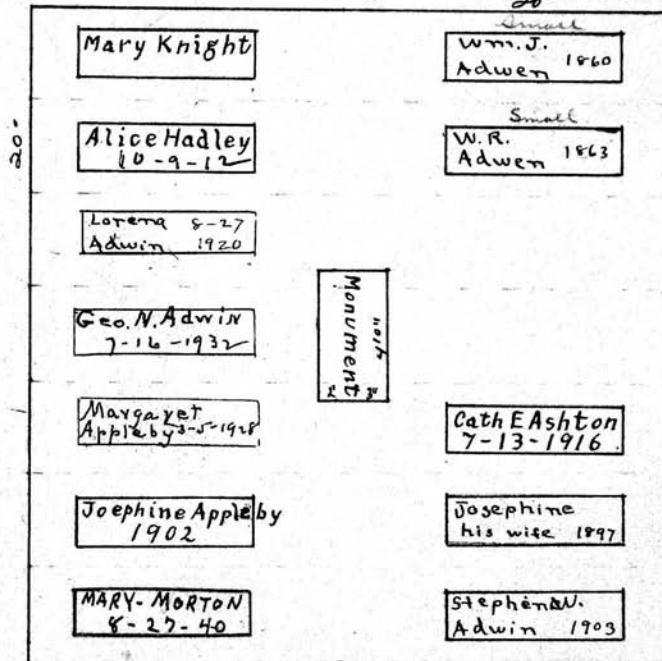 20
Small
Mary Knight
Wm. J.
Adwen 1860
20'
Small
Alice Hadley
10-9-12
W. R.
Adwen 1863
Lorena 8-27
Adwin 1920
Monument
Geo. N. Adwin
7-16-1932
Margaret
Appleby 3-5-1928
Cath E Ashton
7-13-1916
Joephine Appleby
1902
Josephine
his wife 1897
MARY-MORTON
8-27-40
Stephen W.
Adwin 1903